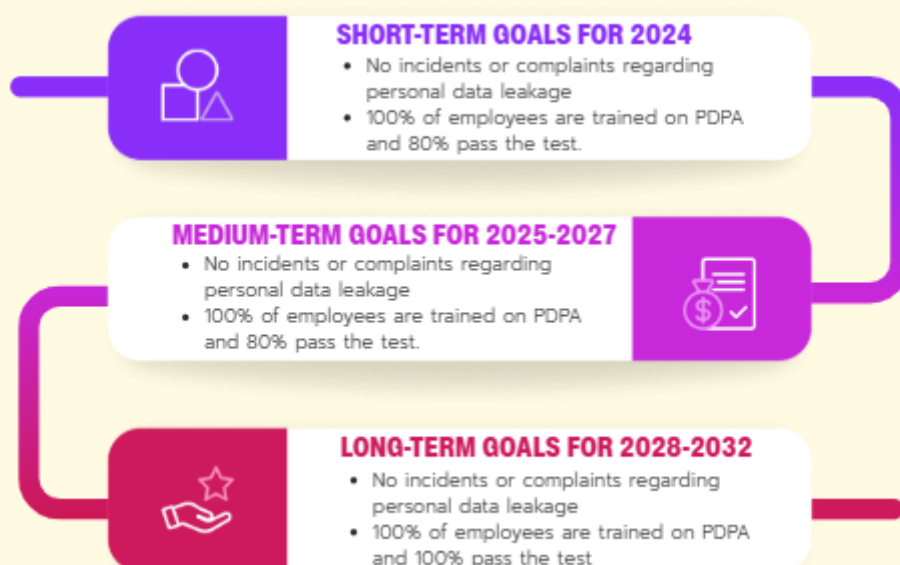 SHORT-TERM GOALS FOR 2024
• No incidents or complaints regarding
personal data leakage
• 100% of employees are trained on PDPA
and 80% pass the test.
MEDIUM-TERM GOALS FOR 2025-2027
• No incidents or complaints regarding
personal data leakage
• 100% of employees are trained on PDPA
and 80% pass the test.
$
LONG-TERM GOALS FOR 2028-2032
• No incidents or complaints regarding
personal data leakage
• 100% of employees are trained on PDPA
and 100% pass the test